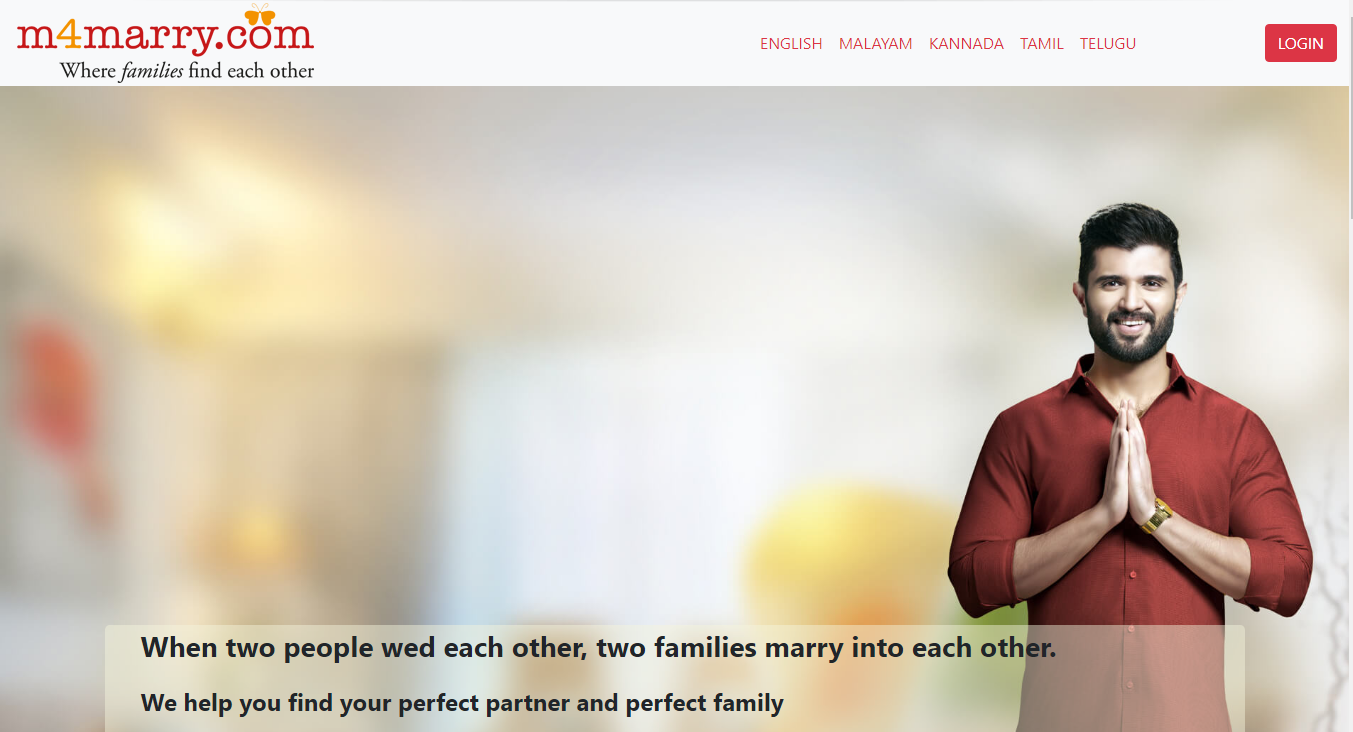 m4marry.com
Where families find each other
ENGLISH MALAYAM KANNADA TAMIL TELUGU
LOGIN
When two people wed each other, two families marry into each other.
We help you find your perfect partner and perfect family